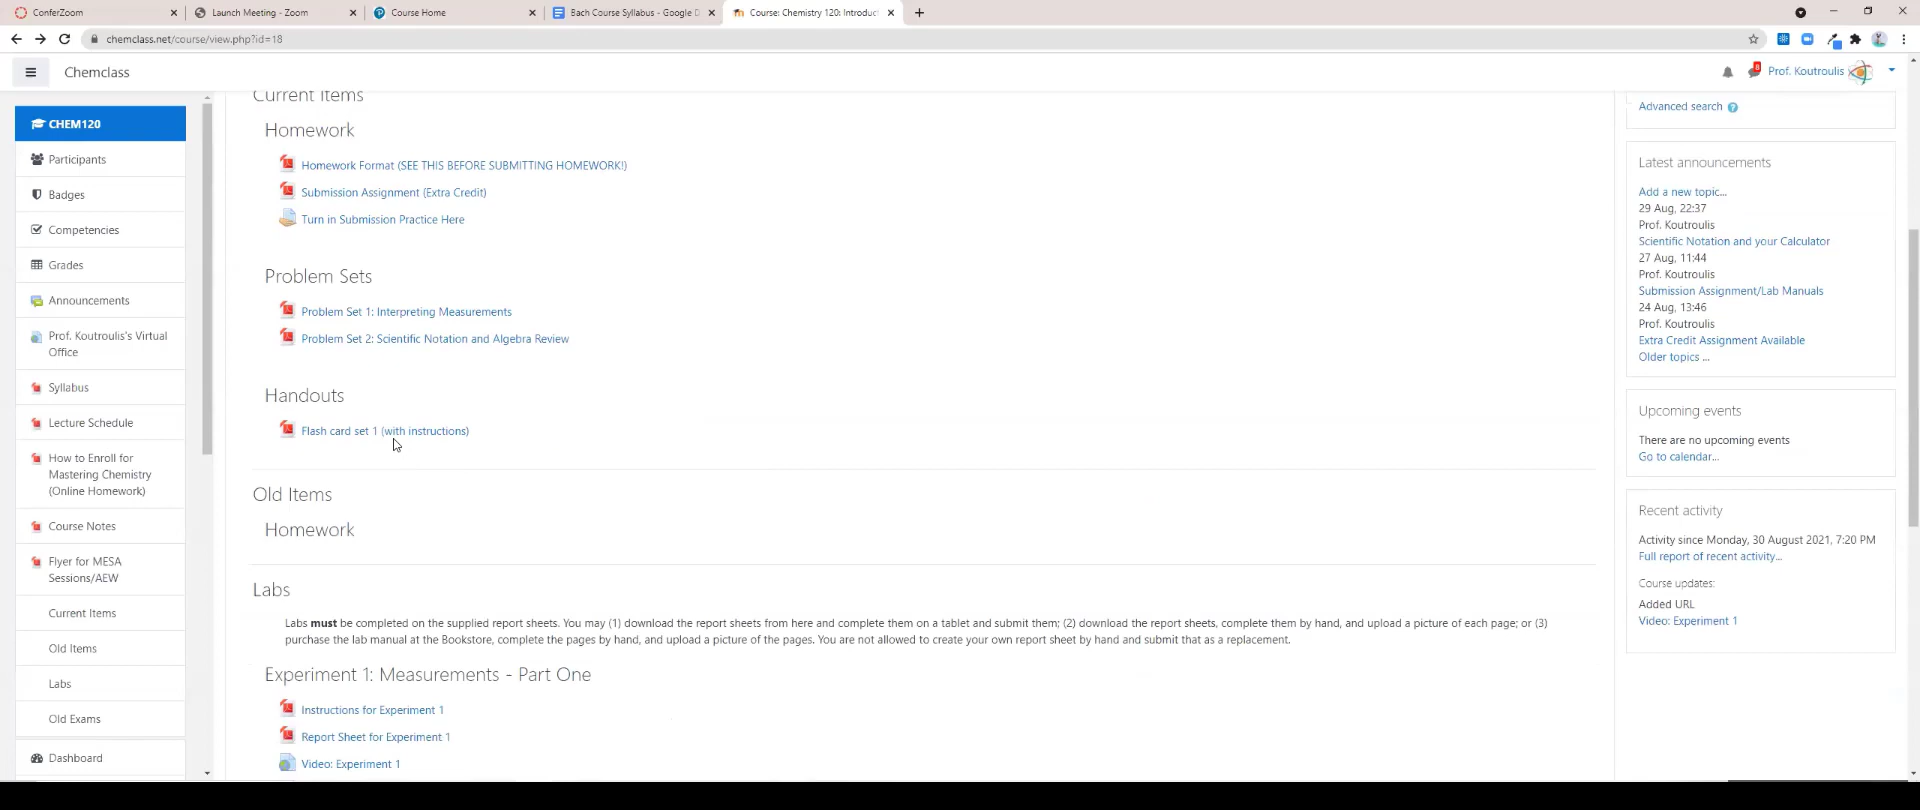 ConferZoom
Launch Meeting - Zoom
Course Home
Bach Course Syllabus - Google D
Course: Chemistry 120: Introduc
chemclass.net/course/view.php?id=18
Chemclass
8
Prof. Koutroulis
CHEM120
Participants
Badges
Competencies
Grades
Announcements
Prof. Koutroulis's Virtual
Office
Syllabus
Lecture Schedule
How to Enroll for
Mastering Chemistry
(Online Homework)
Course Notes
Flyer for MESA
Sessions/AEW
Current Items
Old Items
Labs
Old Exams
Dashboard
Current Items
Homework
Homework Format (SEE THIS BEFORE SUBMITTING HOMEWORK!)
Submission Assignment (Extra Credit)
Turn in Submission Practice Here
Problem Sets
Problem Set 1: Interpreting Measurements
Problem Set 2: Scientific Notation and Algebra Review
Handouts
Flash card set 1 (with instructions)
Old Items
Homework
Labs
Labs must be completed on the supplied report sheets. You may (1) download the report sheets from here and complete them on a tablet and submit them; (2) download the report sheets, complete them by hand, and upload a picture of each page; or (3)
purchase the lab manual at the Bookstore, complete the pages by hand, and upload a picture of the pages. You are not allowed to create your own report sheet by hand and submit that as a replacement.
Experiment 1: Measurements - Part One
Instructions for Experiment 1
Report Sheet for Experiment 1
Video: Experiment 1
Advanced search ?
Latest announcements
Add a new topic...
29 Aug, 22:37
Prof. Koutroulis
Scientific Notation and your Calculator
27 Aug, 11:44
Prof. Koutroulis
Submission Assignment/Lab Manuals
24 Aug, 13:46
Prof. Koutroulis
Extra Credit Assignment Available
Older topics ...
Upcoming events
There are no upcoming events
Go to calendar...
Recent activity
Activity since Monday, 30 August 2021, 7:20 PM
Full report of recent activity...
Course updates:
Added URL
Video: Experiment 1